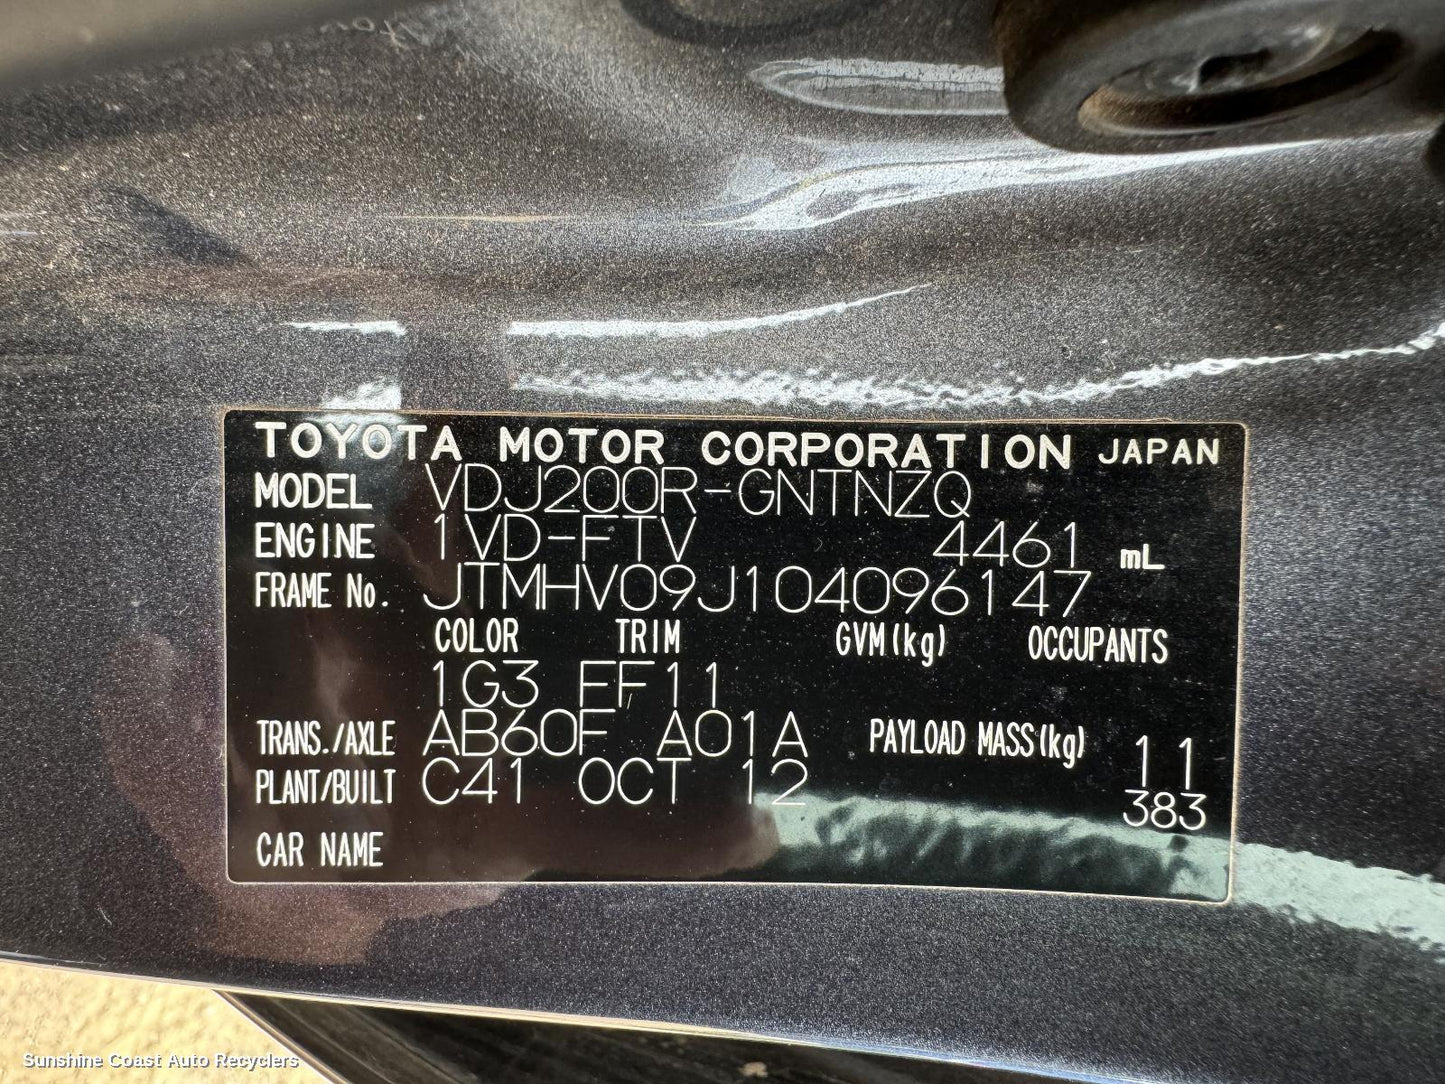 TOYOTA MOTOR CORPORATION JAPAN
MODEL VDJ200R-GNTNZQ
ENGINE 1VD-FTV 4461 mL
FRAME No. JTMHV09J104096147
COLOR TRIM GVM(kg) OCCUPANTS
1G3 FF11
TRANS./AXLE AB60F A01A PAYLOAD MASS(kg) 11
PLANT/BUILT C41 OCT 12 383
CAR NAME
Sunshine Coast Auto Recyclers